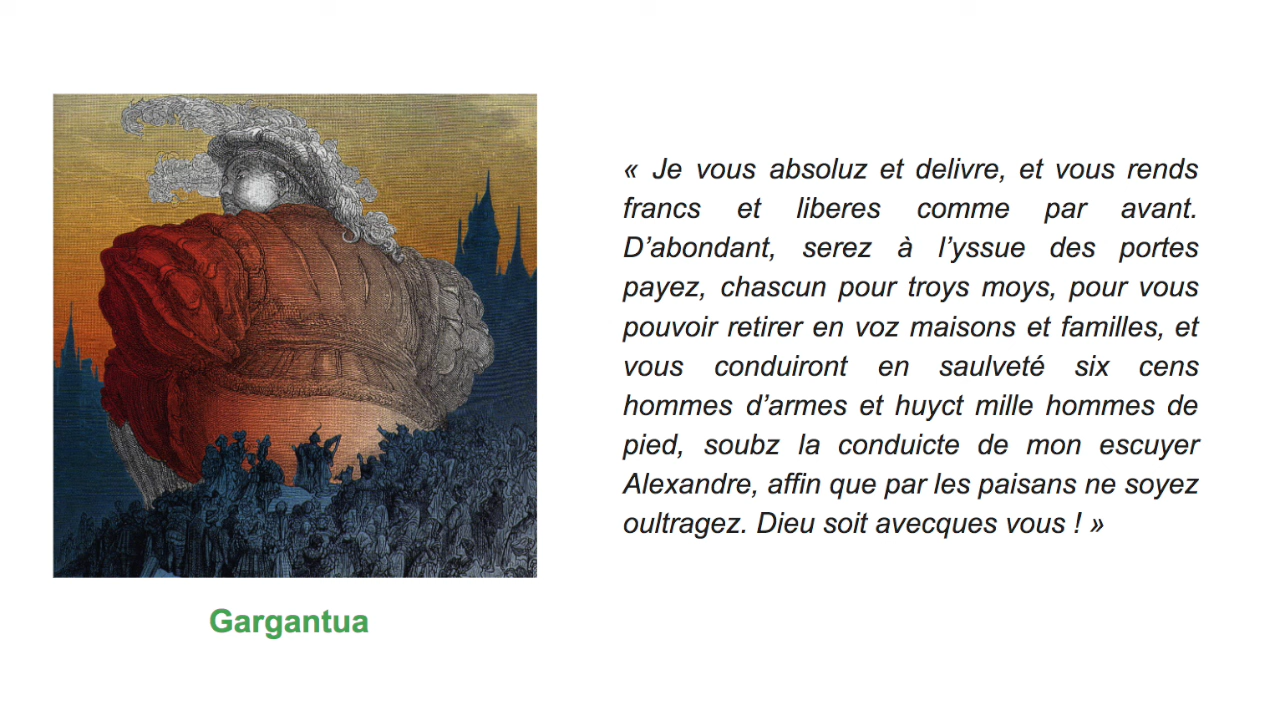 « Je vous absoluz et delivre, et vous rends
francs et liberes comme par avant.
D’abondant, serez à l’yssue des portes
payez, chascun pour troys moys, pour vous
pouvoir retirer en voz maisons et familles, et
vous conduiront en saulveté six cens
hommes d’armes et huyct mille hommes de
pied, soubz la conduicte de mon escuyer
Alexandre, affin que par les paisans ne soyez
oultragez. Dieu soit avecques vous ! »
Gargantua